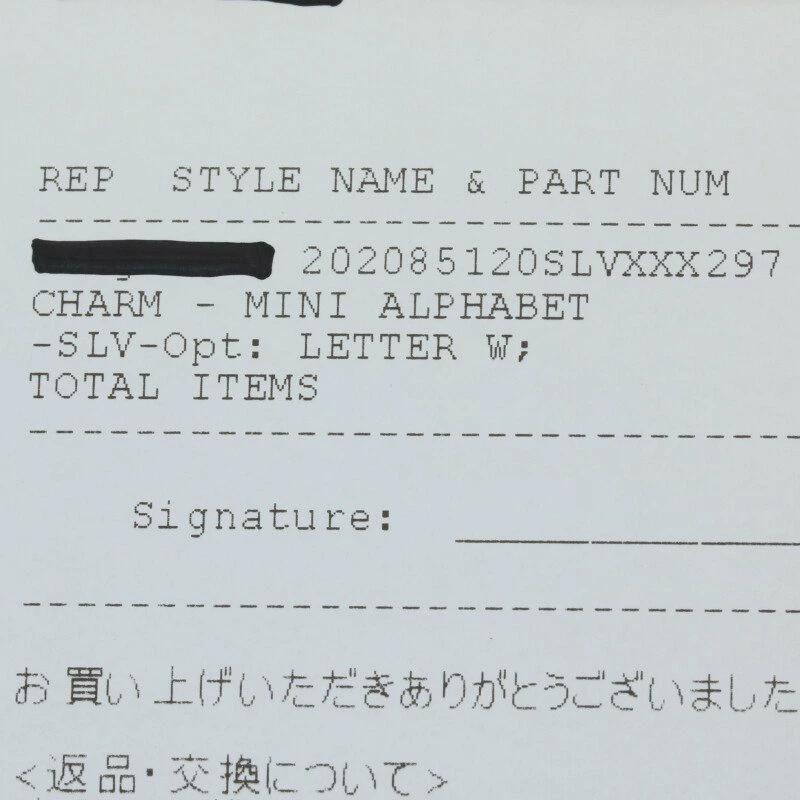 REP STYLE NAME & PART NUM
202085120SLVXXX297
CHARM - MINI ALPHABET
-SLV-Opt: LETTER W;
TOTAL ITEMS
Signature:
お買い上げいただきありがとうございました
<返品・交換について>